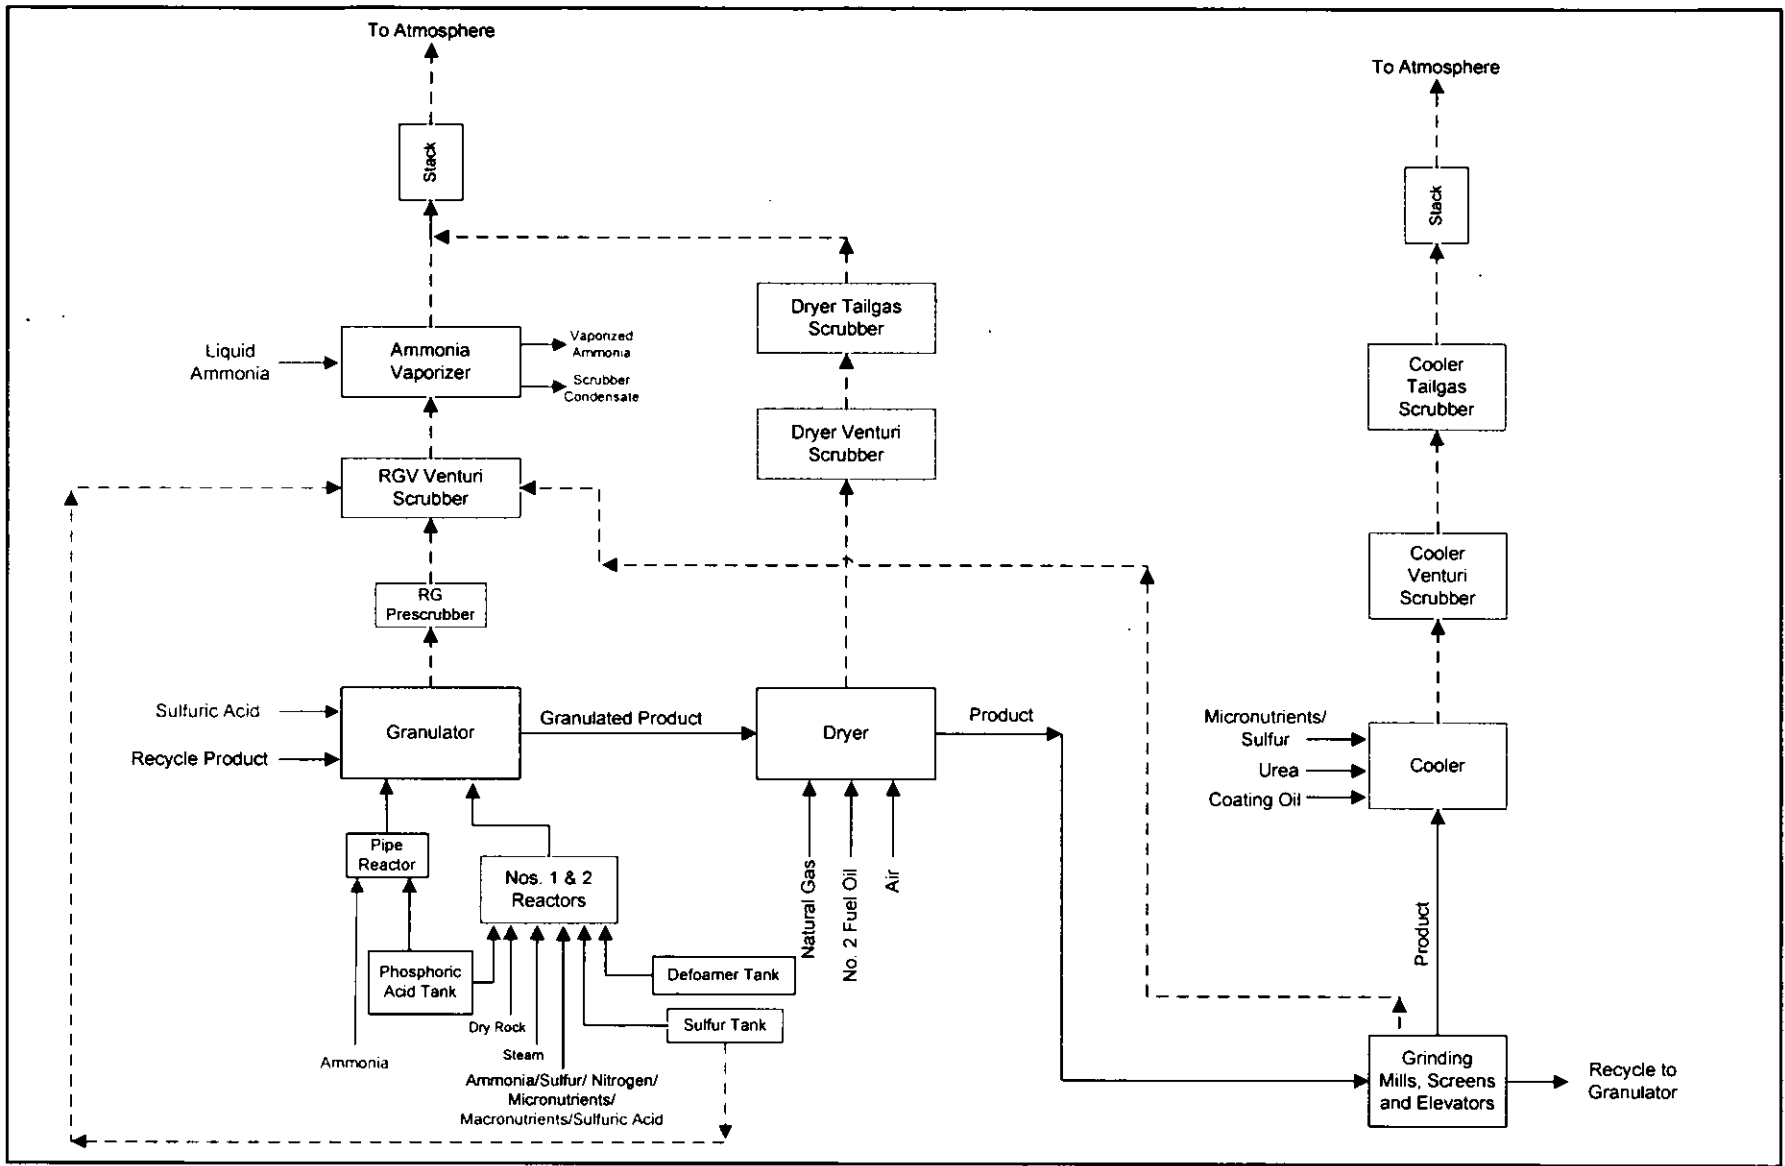 To Atmosphere
To Atmosphere
Stack
Stack
Dryer Tailgas
Scrubber
Liquid
Ammonia
Ammonia
Vaporizer
Vaporized
Ammonia
Scrubber
Condensate
Cooler
Tailgas
Scrubber
Dryer Venturi
Scrubber
RGV Venturi
Scrubber
Cooler
Venturi
Scrubber
RG
Prescrubber
Sulfuric Acid
Recycle Product
Granulator
Granulated Product
Dryer
Product
Micronutrients/
Sulfur
Urea
Coating Oil
Cooler
Pipe
Reactor
Nos. 1 & 2
Reactors
Natural Gas
No. 2 Fuel Oil
Air
Product
Phosphoric
Acid Tank
Defoamer Tank
Sulfur Tank
Dry Rock
Steam
Ammonia
Ammonia/Sulfur/ Nitrogen/
Micronutrients/
Macronutrients/Sulfuric Acid
Grinding
Mills, Screens
and Elevators
Recycle to
Granulator